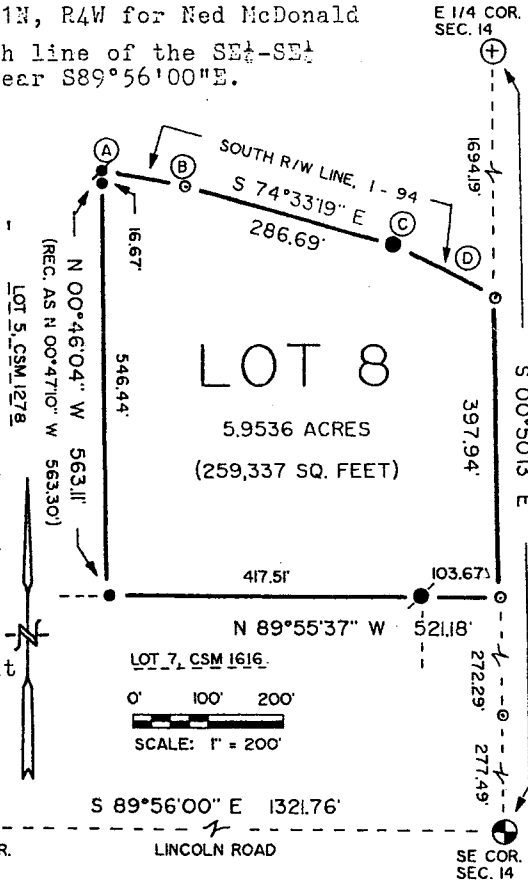 1N, R4W for Ned McDonald
h line of the SE¼-SE¼
ear S89°56'00"E.
E 1/4 COR.
SEC. 14
A
B
SOUTH R/W LINE, I-94
S 74°33'19" E
286.69'
C
D
1694.19'
16.67'
N 00°46'04" W 563.11'
(REC. AS N 00°47'10" W 563.30')
LOT 5, CSM 1278
546.44'
LOT 8
5.9536 ACRES
(259,337 SQ. FEET)
397.94'
S 00°50'13" E
417.51'
103.67'
N 89°55'37" W 521.18'
LOT 7, CSM 1616
0' 100' 200'
SCALE: 1" = 200'
272.29'
277.49'
S 89°56'00" E 1321.76'
R.
LINCOLN ROAD
SE COR.
SEC. 14